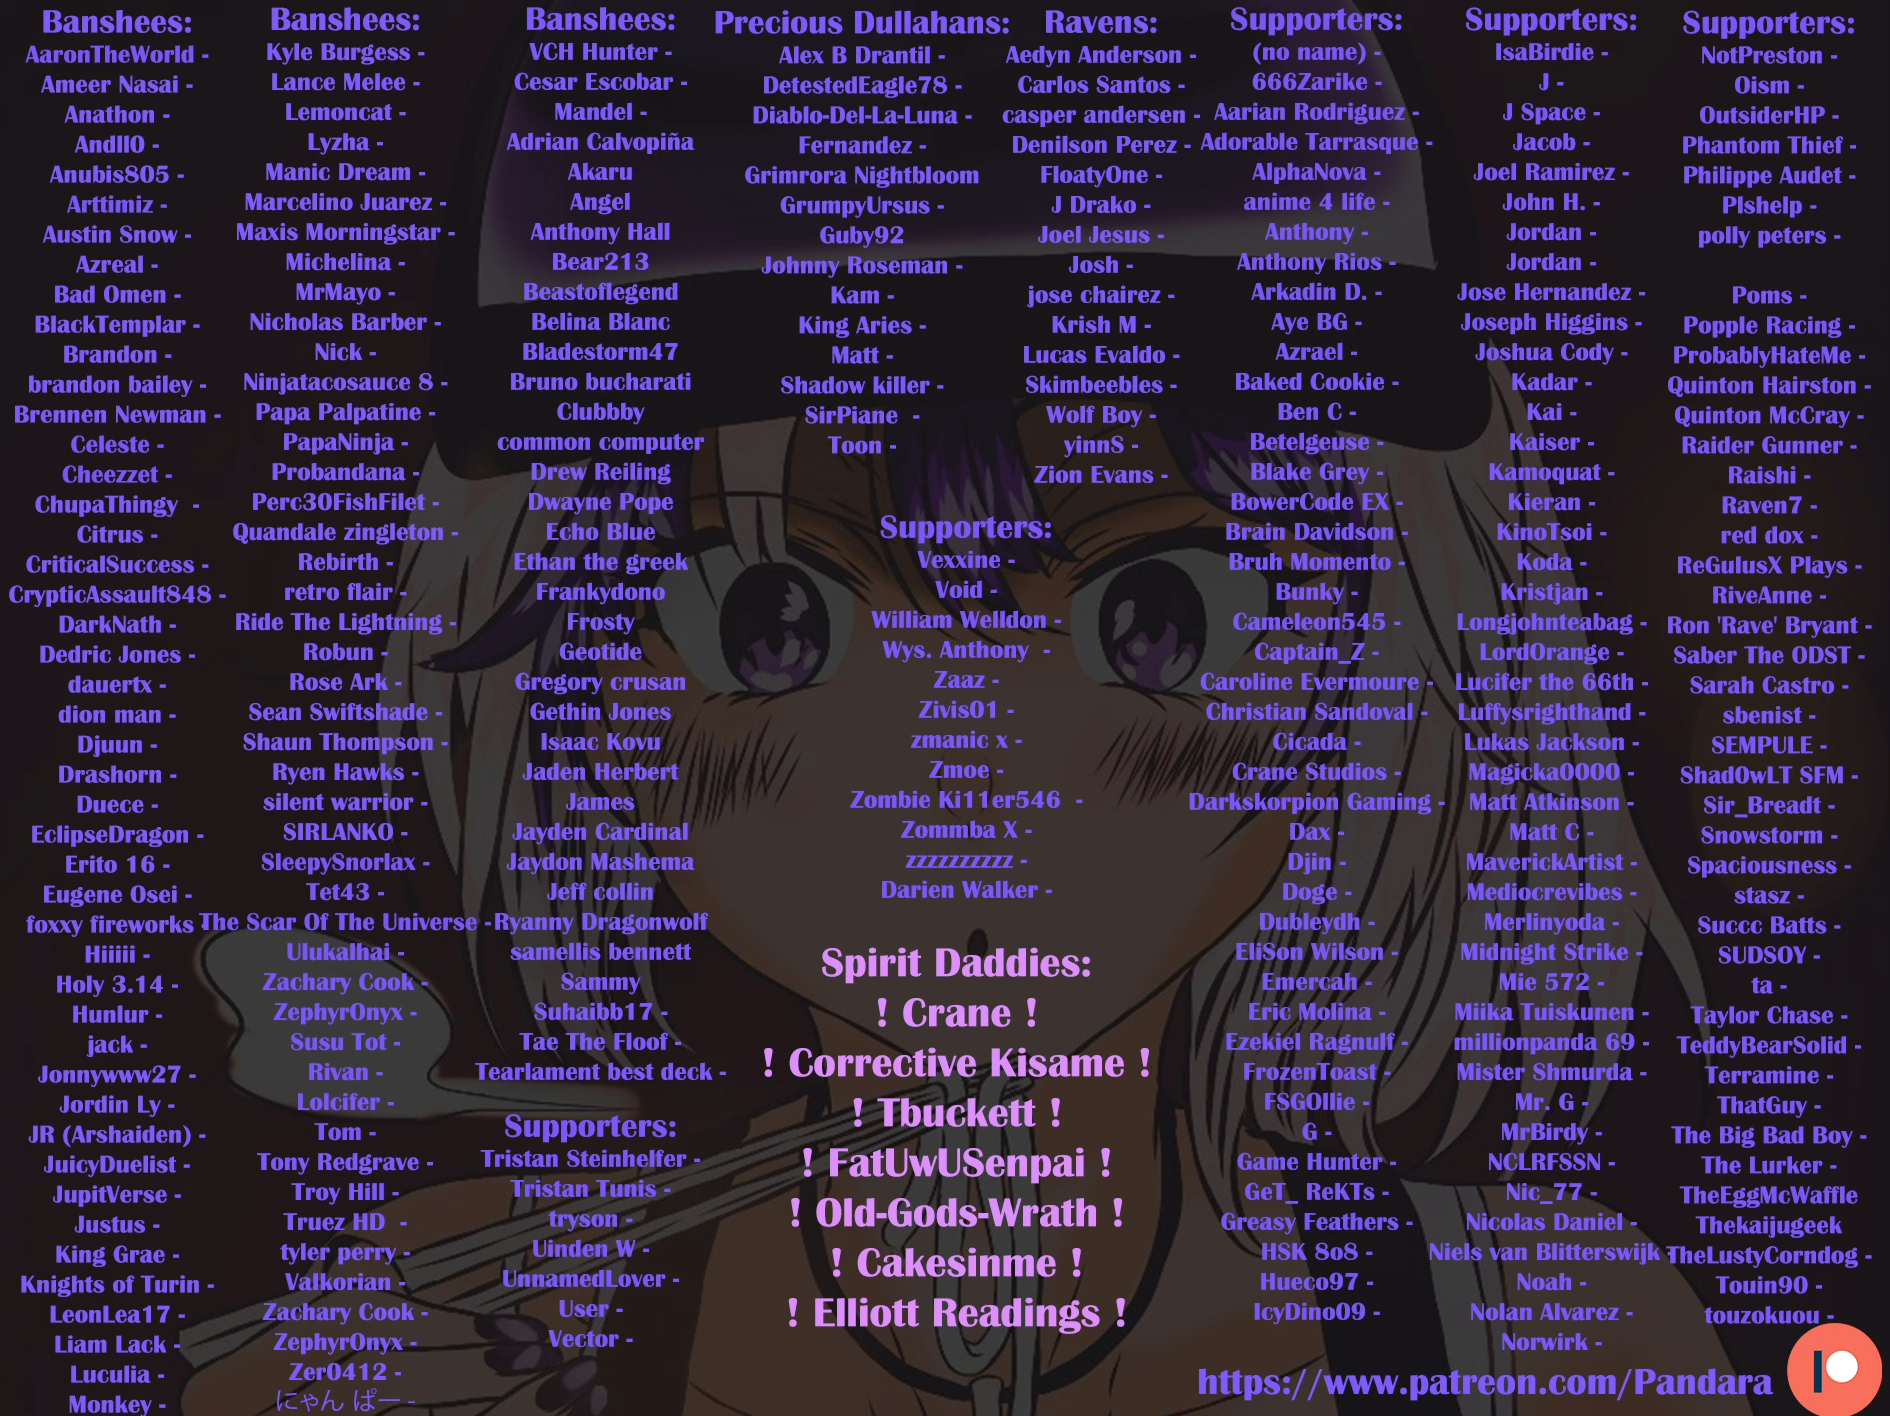 Banshees:
AaronTheWorld -
Ameer Nasai -
Anathon -
AndllO -
Anubis805 -
Arttimiz -
Austin Snow -
Azreal -
Bad Omen -
BlackTemplar -
Brandon -
brandon bailey -
Brennen Newman -
Celeste -
Cheezzet -
ChupaThingy -
Citrus -
CriticalSuccess -
CrypticAssault848 -
DarkNath -
Dedric Jones -
dauertx -
dion man -
Djuun -
Drashorn -
Duece -
EclipseDragon -
Erito 16 -
Eugene Osei -
foxxy fireworks -
Hiiiii -
Holy 3.14 -
Hunlur -
jack -
Jonnywww27 -
Jordin Ly -
JR (Arshaiden) -
JuicyDuelist -
JupitVerse -
Justus -
King Grae -
Knights of Turin -
LeonLea17 -
Liam Lack -
Luculia -
Monkey -
Banshees:
Kyle Burgess -
Lance Melee -
Lemoncat -
Lyzha -
Manic Dream -
Marcelino Juarez -
Maxis Morningstar -
Michelina -
MrMayo -
Nicholas Barber -
Nick -
Ninjatacosauce 8 -
Papa Palpatine -
PapaNinja -
Probandana -
Perc30FishFilet -
Quandale zingleton -
Rebirth -
retro flair -
Ride The Lightning -
Robun -
Rose Ark -
Sean Swiftshade -
Shaun Thompson -
Ryen Hawks -
silent warrior -
SIRLANKO -
SleepySnorlax -
Tet43 -
The Scar Of The Universe -
Ulukalhai -
Zachary Cook -
ZephyrOnyx -
Susu Tot -
Rivan -
Lolcifer -
Tom -
Tony Redgrave -
Troy Hill -
Truez HD -
tyler perry -
Valkorian -
Zachary Cook -
ZephyrOnyx -
Zer0412 -
にゃん ぱー -
Banshees:
VCH Hunter -
Cesar Escobar -
Mandel -
Adrian Calvopiña
Akaru
Angel
Anthony Hall
Bear213
Beastoflegend
Belina Blanc
Bladestorm47
Bruno bucharati
Clubbby
common computer
Drew Reiling
Dwayne Pope
Echo Blue
Ethan the greek
Frankydono
Frosty
Geotide
Gregory crusan
Gethin Jones
Isaac Kovu
Jaden Herbert
James
Jayden Cardinal
Jaydon Mashema
Jeff collin
Ryanny Dragonwolf
samellis bennett
Sammy
Suhaibb17 -
Tae The Floof -
Tearlament best deck -
Supporters:
Tristan Steinhelfer -
Tristan Tunis -
tryson -
Uinden W -
UnnamedLover -
User -
Vector -
Precious Dullahans:
Alex B Drantil -
DetestedEagle78 -
Diablo-Del-La-Luna -
Fernandez -
Grimrora Nightbloom
GrumpyUrsus -
Guby92
Johnny Roseman -
Kam -
King Aries -
Matt -
Shadow killer -
SirPiane -
Toon -
Ravens:
Aedyn Anderson -
Carlos Santos -
casper andersen -
Denilson Perez -
FloatyOne -
J Drako -
Joel Jesus -
Josh -
jose chairez -
Krish M -
Lucas Evaldo -
Skimbeebles -
Wolf Boy -
yinnS -
Zion Evans -
Supporters:
Vexxine -
Void -
William Welldon -
Wys. Anthony -
Zaaz -
Zivis01 -
zmanic x -
Zmoe -
Zombie Ki11er546 -
Zommba X -
zzzzzzzzzz -
Darien Walker -
Spirit Daddies:
! Crane !
! Corrective Kisame !
! Tbuckett !
! FatUwUSenpai !
! Old-Gods-Wrath !
! Cakesinme !
! Elliott Readings !
Supporters:
(no name) -
666Zarike -
Aarian Rodriguez -
Adorable Tarrasque -
AlphaNova -
anime 4 life -
Anthony -
Anthony Rios -
Arkadin D. -
Aye BG -
Azrael -
Baked Cookie -
Ben C -
Betelgeuse -
Blake Grey -
BowerCode EX -
Brain Davidson -
Bruh Momento -
Bunky -
Cameleon545 -
Captain_Z -
Caroline Evermoure -
Christian Sandoval -
Cicada -
Crane Studios -
Darkskorpion Gaming -
Dax -
Djin -
Doge -
Dubleydh -
EliSon Wilson -
Emercah -
Eric Molina -
Ezekiel Ragnulf -
FrozenToast -
FSGOllie -
G -
Game Hunter -
GeT_ ReKTs -
Greasy Feathers -
HSK 8o8 -
Hueco97 -
IcyDino09 -
Supporters:
IsaBirdie -
J -
J Space -
Jacob -
Joel Ramirez -
John H. -
Jordan -
Jordan -
Jose Hernandez -
Joseph Higgins -
Joshua Cody -
Kadar -
Kai -
Kaiser -
Kamoquat -
Kieran -
KinoTsoi -
Koda -
Kristjan -
Longjohnteabag -
LordOrange -
Lucifer the 66th -
Luffysrighthand -
Lukas Jackson -
Magicka0000 -
Matt Atkinson -
Matt C -
MaverickArtist -
Mediocrevibes -
Merlinyoda -
Midnight Strike -
Mie 572 -
Miika Tuiskunen -
millionpanda 69 -
Mister Shmurda -
Mr. G -
MrBirdy -
NCLRFSSN -
Nic_77 -
Nicolas Daniel -
Niels van Blitterswijk -
Noah -
Nolan Alvarez -
Norwirk -
Supporters:
NotPreston -
Oism -
OutsiderHP -
Phantom Thief -
Philippe Audet -
Plshelp -
polly peters -
Poms -
Popple Racing -
ProbablyHateMe -
Quinton Hairston -
Quinton McCray -
Raider Gunner -
Raishi -
Raven7 -
red dox -
ReGulusX Plays -
RiveAnne -
Ron 'Rave' Bryant -
Saber The ODST -
Sarah Castro -
sbenist -
SEMPULE -
Shad0wLT SFM -
Sir_Breadt -
Snowstorm -
Spaciousness -
stasz -
Succc Batts -
SUDSOY -
ta -
Taylor Chase -
TeddyBearSolid -
Terramine -
ThatGuy -
The Big Bad Boy -
The Lurker -
TheEggMcWaffle
Thekaijugeek
TheLustyCorndog -
Touin90 -
touzokuou -
https://www.patreon.com/Pandara